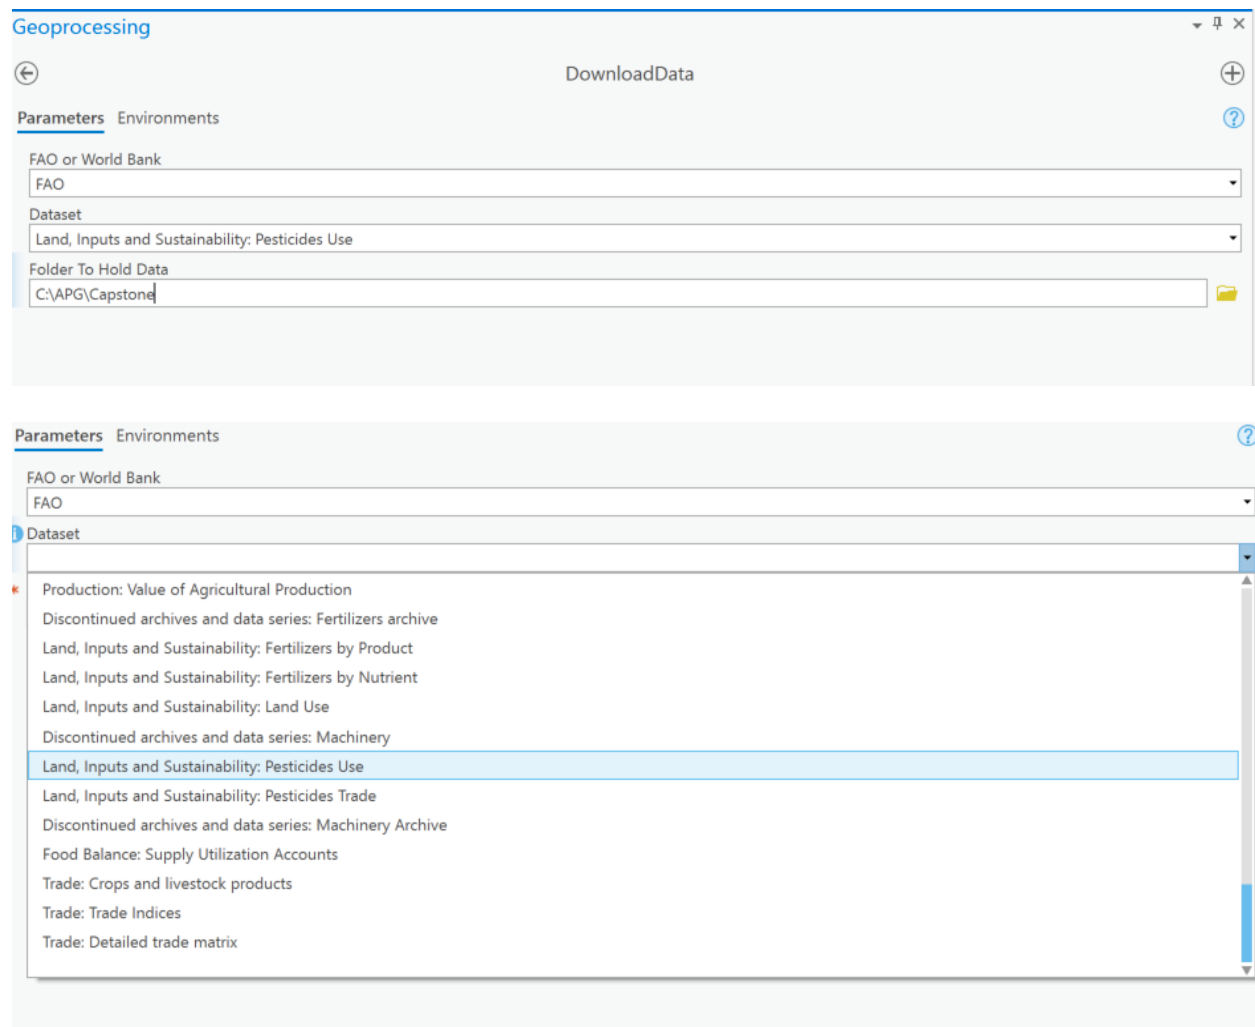 Geoprocessing
DownloadData
Parameters Environments
FAO or World Bank
FAO
Dataset
Land, Inputs and Sustainability: Pesticides Use
Folder To Hold Data
C:\APG\Capstone
Parameters Environments
FAO or World Bank
FAO
Dataset
Production: Value of Agricultural Production
Discontinued archives and data series: Fertilizers archive
Land, Inputs and Sustainability: Fertilizers by Product
Land, Inputs and Sustainability: Fertilizers by Nutrient
Land, Inputs and Sustainability: Land Use
Discontinued archives and data series: Machinery
Land, Inputs and Sustainability: Pesticides Use
Land, Inputs and Sustainability: Pesticides Trade
Discontinued archives and data series: Machinery Archive
Food Balance: Supply Utilization Accounts
Trade: Crops and livestock products
Trade: Trade Indices
Trade: Detailed trade matrix